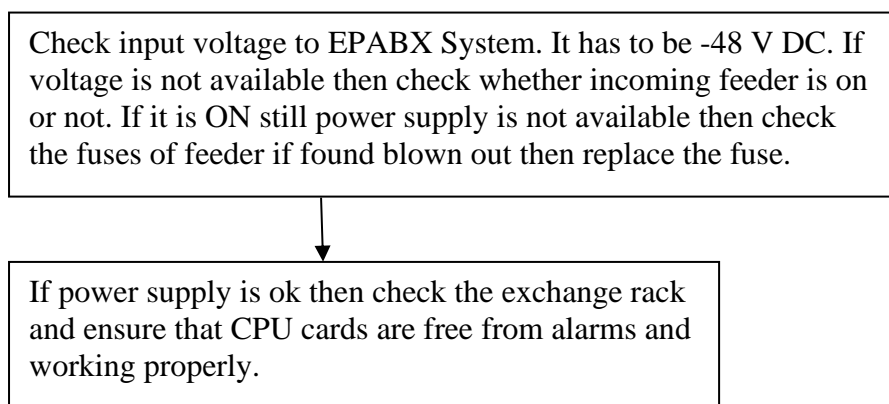 Check input voltage to EPABX System. It has to be -48 V DC. If
voltage is not available then check whether incoming feeder is on
or not. If it is ON still power supply is not available then check
the fuses of feeder if found blown out then replace the fuse.
If power supply is ok then check the exchange rack
and ensure that CPU cards are free from alarms and
working properly.